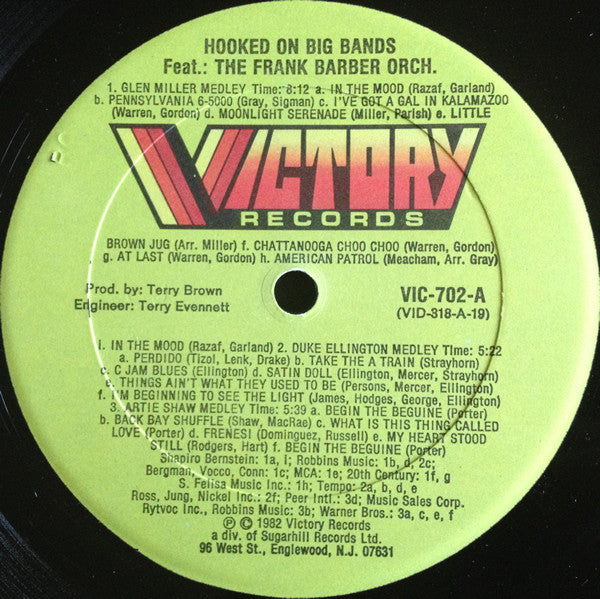 HOOKED ON BIG BANDS
Feat.: THE FRANK BARBER ORCH.
1. GLEN MILLER MEDLEY Time: 8:12 a. IN THE MOOD (Razaf, Garland)
b. PENNSYLVANIA 6-5000 (Gray, Sigman) c. I'VE GOT A GAL IN KALAMAZOO
(Warren, Gordon) d. MOONLIGHT SERENADE (Miller, Parish) e. LITTLE
VICTORY
RECORDS
BROWN JUG (Arr. Miller) f. CHATTANOOGA CHOO CHOO (Warren, Gordon)
g. AT LAST (Warren, Gordon) h. AMERICAN PATROL (Meacham, Arr. Gray)
Prod. by: Terry Brown
Engineer: Terry Evennett
VIC-702-A
(VID-318-A-19)
i. IN THE MOOD (Razaf, Garland) 2. DUKE ELLINGTON MEDLEY Time: 5:22
a. PERDIDO (Tizol, Lenk, Drake) b. TAKE THE A TRAIN (Strayhorn)
c. C JAM BLUES (Ellington) d. SATIN DOLL (Ellington, Mercer, Strayhorn)
e. THINGS AIN'T WHAT THEY USED TO BE (Persons, Mercer, Ellington)
f. I'M BEGINNING TO SEE THE LIGHT (James, Hodges, George, Ellington)
3. ARTIE SHAW MEDLEY Time: 5:39 a. BEGIN THE BEGUINE (Porter)
b. BACK BAY SHUFFLE (Shaw, MacRae) c. WHAT IS THIS THING CALLED
LOVE (Porter) d. FRENESI (Dominguez, Russell) e. MY HEART STOOD
STILL (Rodgers, Hart) f. BEGIN THE BEGUINE (Porter)
Shapiro Bernstein: 1a, i; Robbins Music: 1b, d, 2c;
Bergman, Vocco, Conn: 1c; MCA: 1e; 20th Century: 1f, g
S. Felisa Music Inc.: 1h; Tempo: 2a, b, d, e
Ross, Jung, Nickel Inc.: 2f; Peer Intl.: 3d; Music Sales Corp.
Rytvoc Inc., Robbins Music: 3b; Warner Bros.: 3a, c, e, f
℗ © 1982 Victory Records
a div. of Sugarhill Records Ltd.
96 West St., Englewood, N.J. 07631